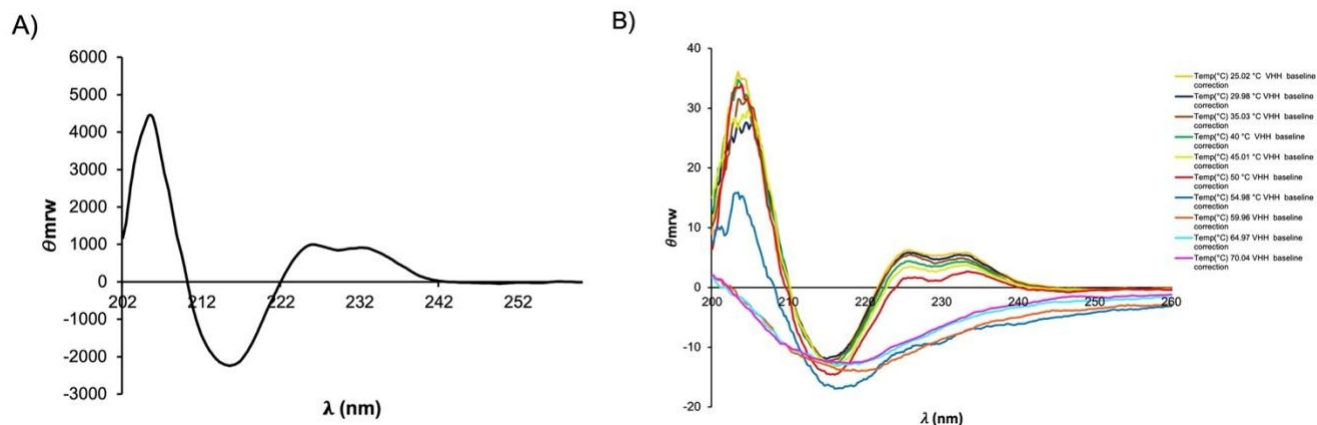 A)
6000
5000
4000
3000
2000
1000
0
-1000
-2000
-3000
202
212
222
232
242
252
θmrw
λ (nm)
B)
40
30
20
10
0
-10
-20
200
210
220
230
240
250
260
θmrw
λ (nm)
Temp(°C) 25.02 °C VHH baseline
correction
Temp(°C) 29.98 °C VHH baseline
correction
Temp(°C) 35.03 °C VHH baseline
correction
Temp(°C) 40 °C VHH baseline
correction
Temp(°C) 45.01 °C VHH baseline
correction
Temp(°C) 50 °C VHH baseline
correction
Temp(°C) 54.98 °C VHH baseline
correction
Temp(°C) 59.96 VHH baseline
correction
Temp(°C) 64.97 VHH baseline
correction
Temp(°C) 70.04 VHH baseline
correction